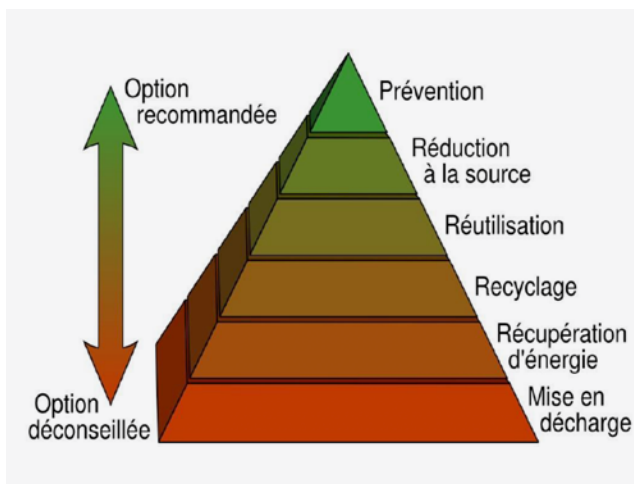 Option
recommandée
Prévention
Réduction
à la source
Réutilisation
Recyclage
Récupération
d'énergie
Mise en
décharge
Option
déconseillée